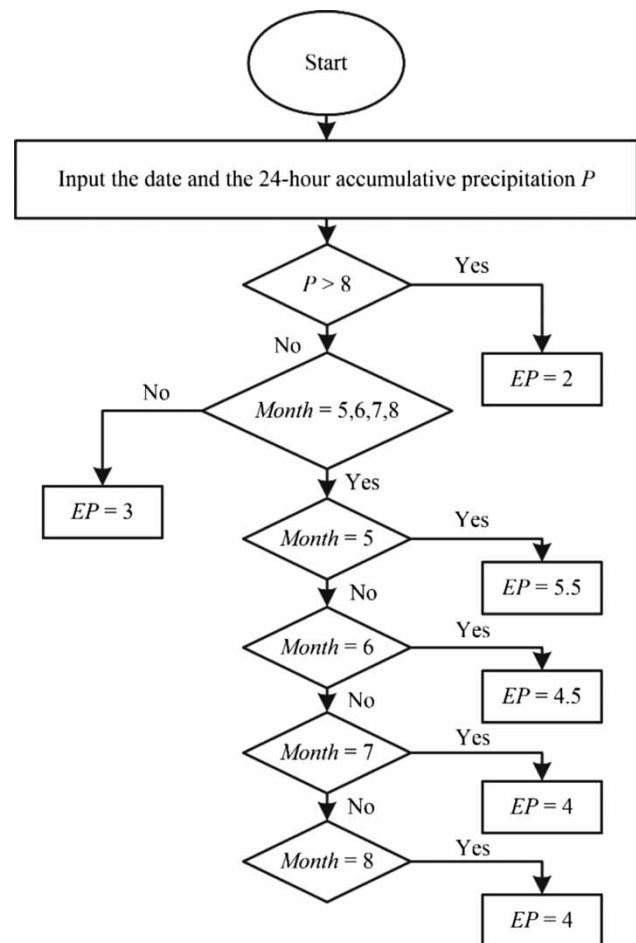 Start
Input the date and the 24-hour accumulative precipitation P
P > 8
Yes
No
EP = 2
Month = 5,6,7,8
No
EP = 3
Yes
Month = 5
Yes
EP = 5.5
No
Month = 6
Yes
EP = 4.5
No
Month = 7
Yes
EP = 4
No
Month = 8
Yes
EP = 4